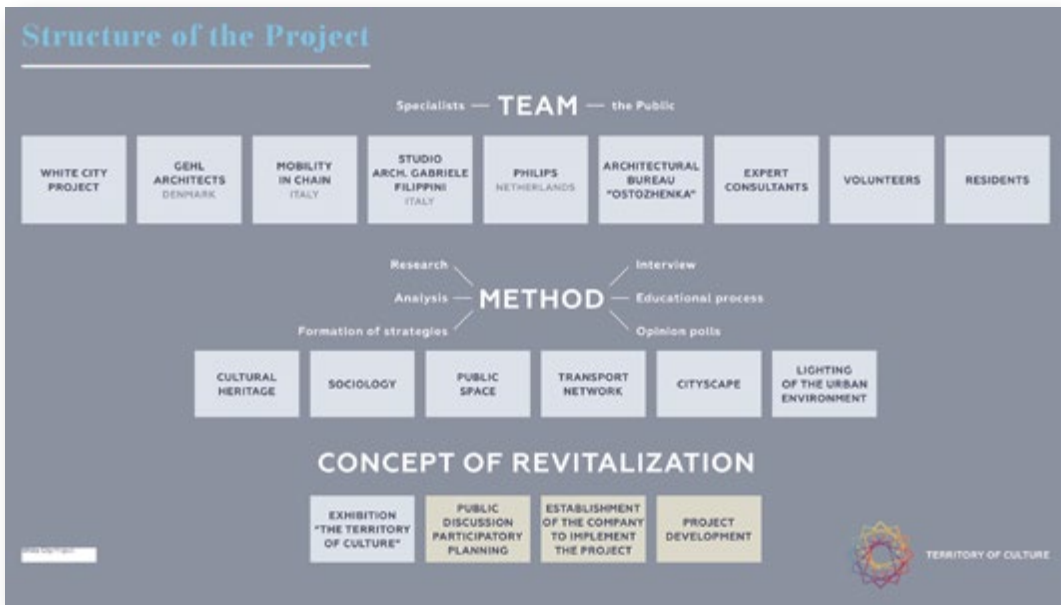 Structure of the Project
Specialists — TEAM — the Public
WHITE CITY
PROJECT
GEHL
ARCHITECTS
DENMARK
MOBILITY
IN CHAIN
ITALY
STUDIO
ARCH. GABRIELE
FILIPPINI
ITALY
PHILIPS
NETHERLANDS
ARCHITECTURAL
BUREAU
"OSTOZHENKA"
EXPERT
CONSULTANTS
VOLUNTEERS
RESIDENTS
Research
Interview
Analysis — METHOD — Educational process
Formation of strategies
Opinion polls
CULTURAL
HERITAGE
SOCIOLOGY
PUBLIC
SPACE
TRANSPORT
NETWORK
CITYSCAPE
LIGHTING
OF THE URBAN
ENVIRONMENT
CONCEPT OF REVITALIZATION
EXHIBITION
"THE TERRITORY
OF CULTURE"
PUBLIC
DISCUSSION
PARTICIPATORY
PLANNING
ESTABLISHMENT
OF THE COMPANY
TO IMPLEMENT
THE PROJECT
PROJECT
DEVELOPMENT
White City Project
TERRITORY OF CULTURE